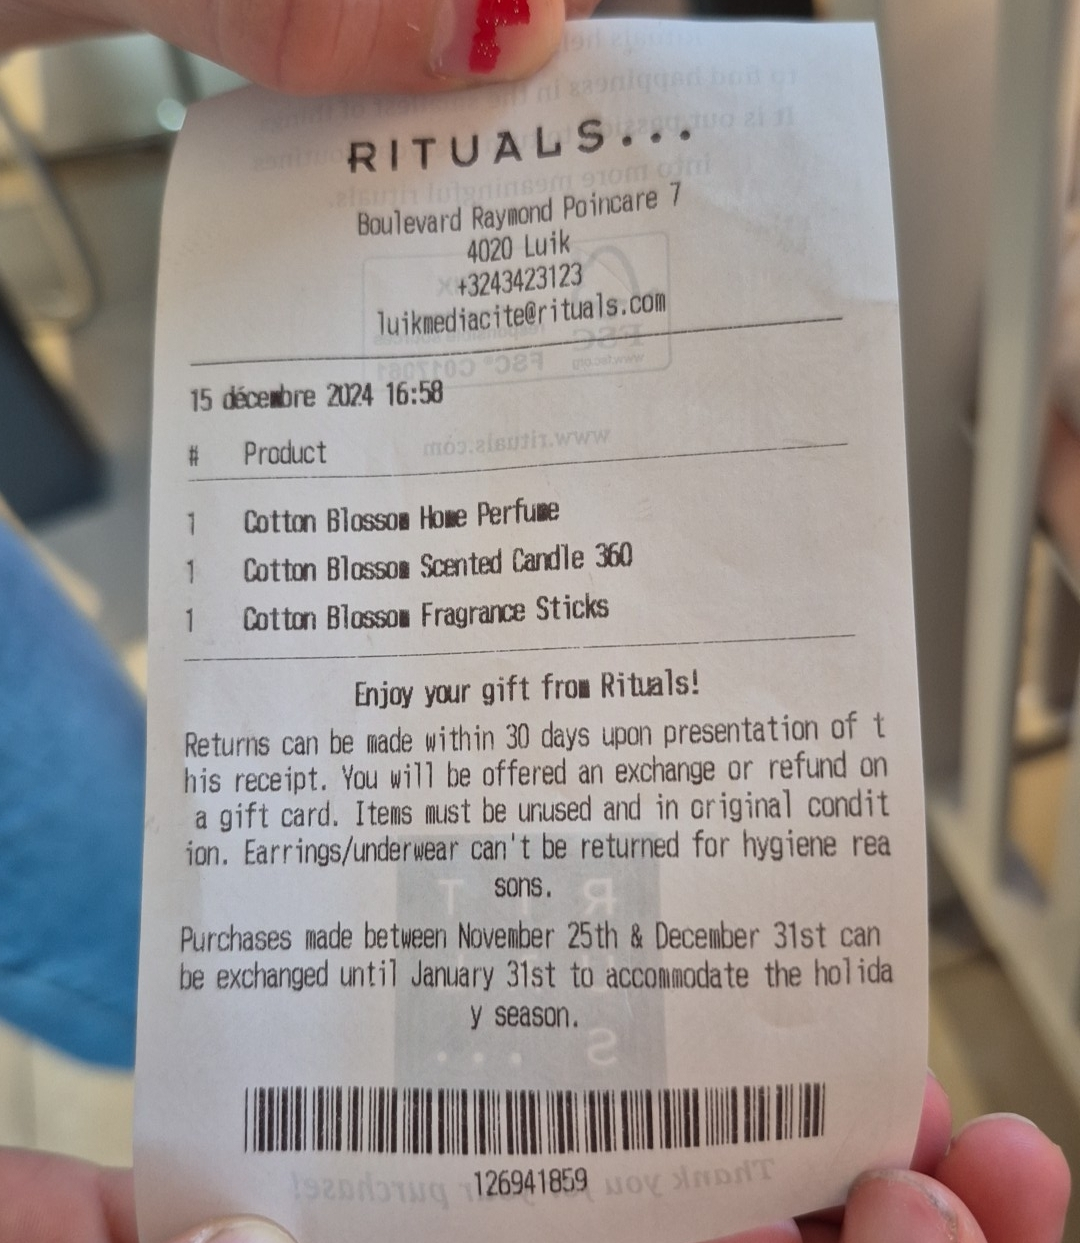 RITUALS...
Boulevard Raymond Poincare 7
4020 Luik
+3243423123
luikmediacite@rituals.com
15 décembre 2024 16:58
# Product
1 Cotton Blossom Home Perfume
1 Cotton Blossom Scented Candle 360
1 Cotton Blossom Fragrance Sticks
Enjoy your gift from Rituals!
Returns can be made within 30 days upon presentation of t
his receipt. You will be offered an exchange or refund on
a gift card. Items must be unused and in original condit
ion. Earrings/underwear can't be returned for hygiene rea
sons.
Purchases made between November 25th & December 31st can
be exchanged until January 31st to accommodate the holida
y season.
126941859